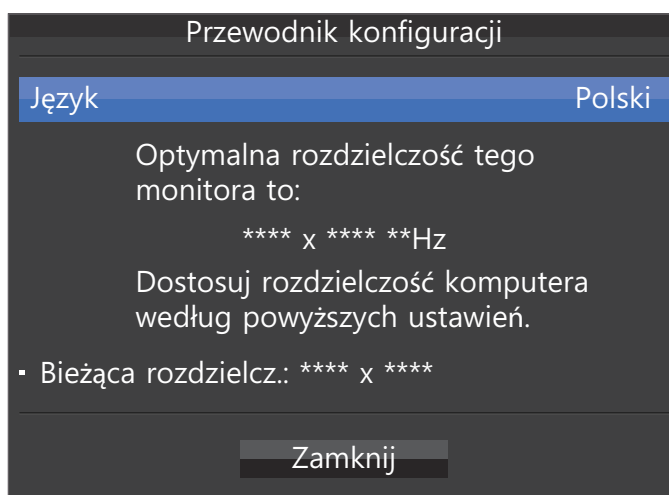 Przewodnik konfiguracji
Język Polski
Optymalna rozdzielczość tego
monitora to:
**** x **** **Hz
Dostosuj rozdzielczość komputera
według powyższych ustawień.
▪ Bieżąca rozdzielcz.: **** x ****
Zamknij